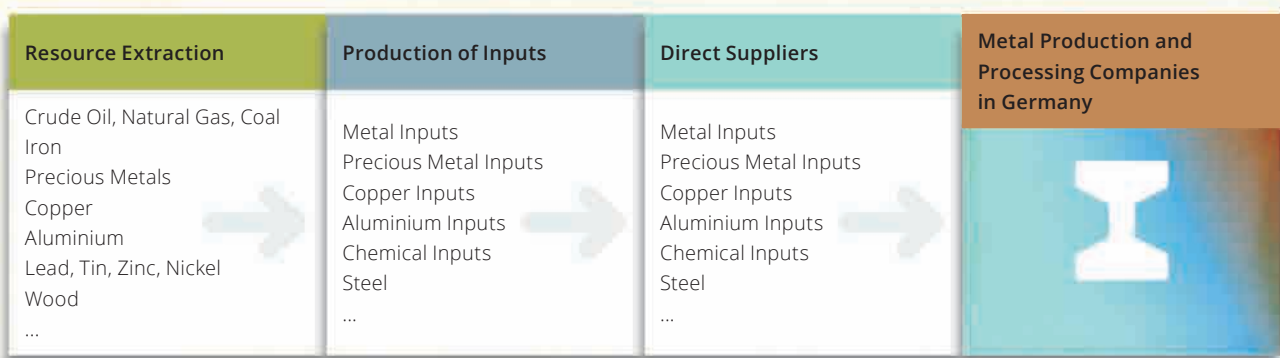 Resource Extraction
Crude Oil, Natural Gas, Coal
Iron
Precious Metals
Copper
Aluminium
Lead, Tin, Zinc, Nickel
Wood
...
Production of Inputs
Metal Inputs
Precious Metal Inputs
Copper Inputs
Aluminium Inputs
Chemical Inputs
Steel
...
Direct Suppliers
Metal Inputs
Precious Metal Inputs
Copper Inputs
Aluminium Inputs
Chemical Inputs
Steel
...
Metal Production and
Processing Companies
in Germany